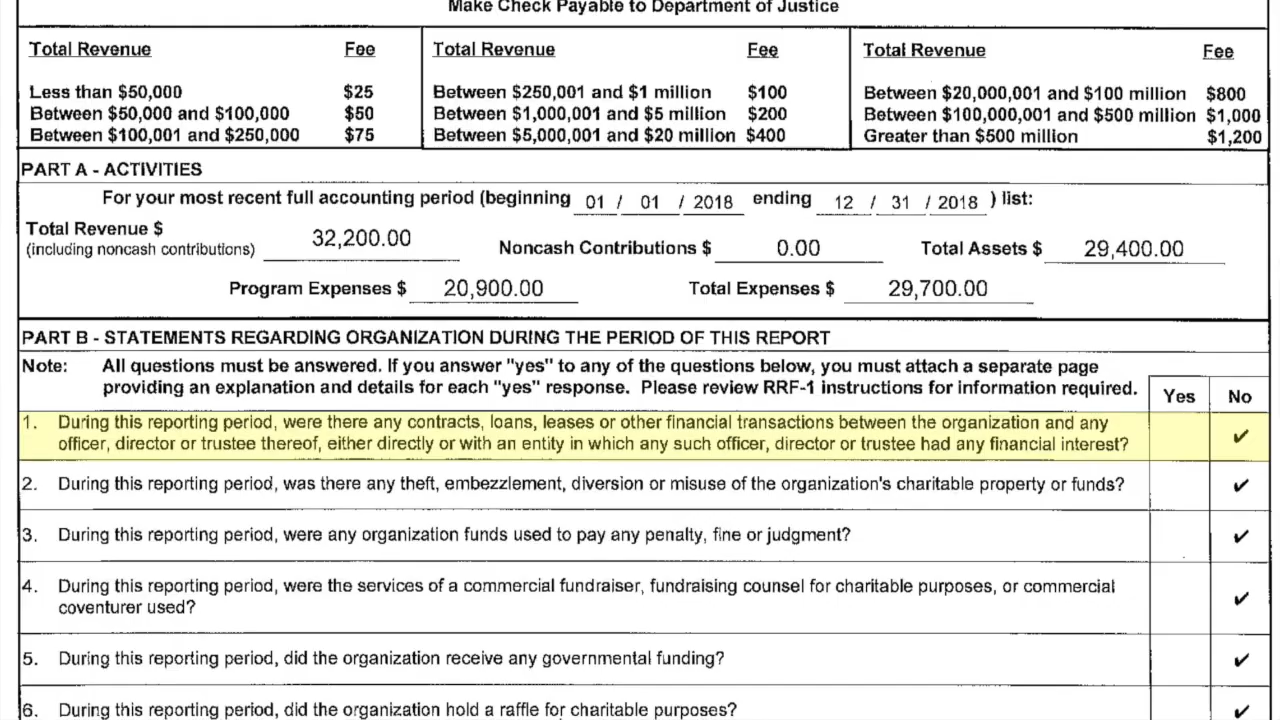 Make Check Payable to Department of Justice
Total Revenue Fee Total Revenue Fee Total Revenue Fee
Less than $50,000 $25 Between $250,001 and $1 million $100 Between $20,000,001 and $100 million $800
Between $50,000 and $100,000 $50 Between $1,000,001 and $5 million $200 Between $100,000,001 and $500 million $1,000
Between $100,001 and $250,000 $75 Between $5,000,001 and $20 million $400 Greater than $500 million $1,200
PART A - ACTIVITIES
For your most recent full accounting period (beginning 01 / 01 / 2018 ending 12 / 31 / 2018 ) list:
Total Revenue $
(including noncash contributions) 32,200.00 Noncash Contributions $ 0.00 Total Assets $ 29,400.00
Program Expenses $ 20,900.00 Total Expenses $ 29,700.00
PART B - STATEMENTS REGARDING ORGANIZATION DURING THE PERIOD OF THIS REPORT
Note: All questions must be answered. If you answer "yes" to any of the questions below, you must attach a separate page
providing an explanation and details for each "yes" response. Please review RRF-1 instructions for information required.
Yes No
1. During this reporting period, were there any contracts, loans, leases or other financial transactions between the organization and any
officer, director or trustee thereof, either directly or with an entity in which any such officer, director or trustee had any financial interest? ✔
2. During this reporting period, was there any theft, embezzlement, diversion or misuse of the organization's charitable property or funds? ✔
3. During this reporting period, were any organization funds used to pay any penalty, fine or judgment? ✔
4. During this reporting period, were the services of a commercial fundraiser, fundraising counsel for charitable purposes, or commercial
coventurer used? ✔
5. During this reporting period, did the organization receive any governmental funding? ✔
6. During this reporting period, did the organization hold a raffle for charitable purposes? ✔